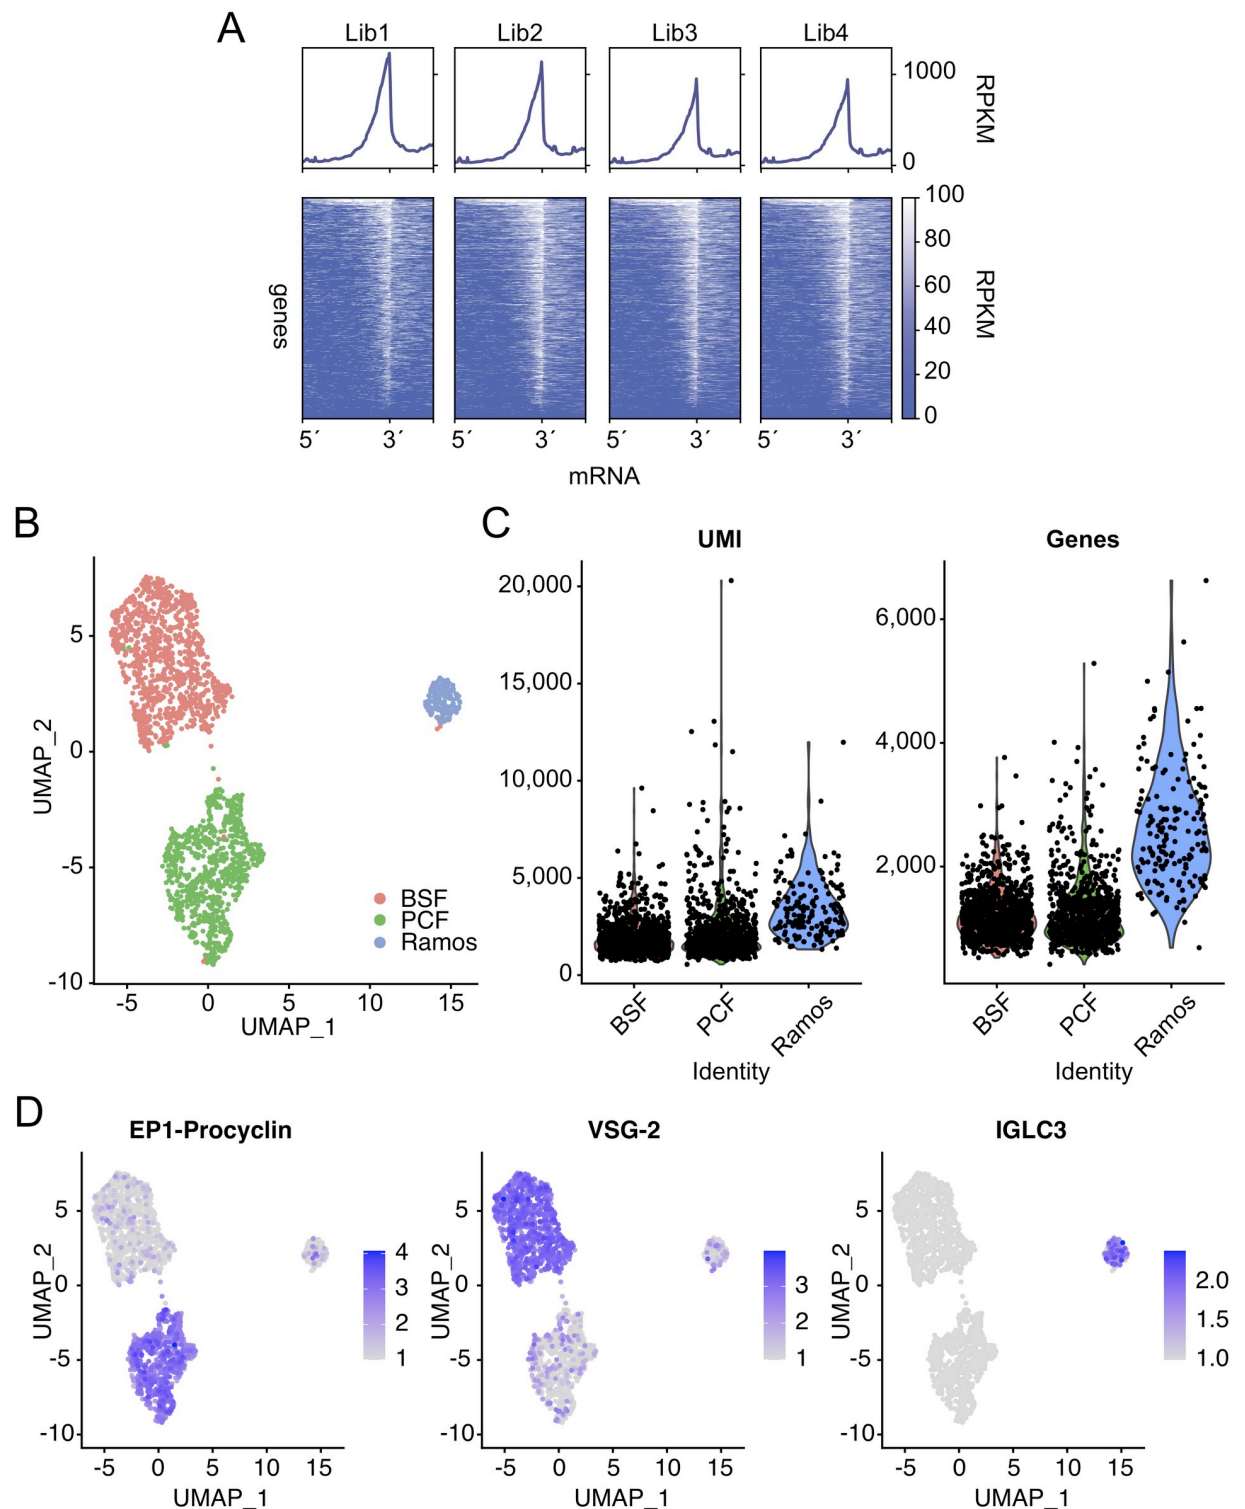 A
Lib1 Lib2 Lib3 Lib4
1000
0
RPKM
genes
100
80
60
40
20
0
RPKM
5´ 3´ 5´ 3´ 5´ 3´ 5´ 3´
mRNA
B
UMAP_2
5
0
-5
-10
BSF
PCF
Ramos
-5 0 5 10 15
UMAP_1
C
UMI
20,000
15,000
10,000
5,000
0
BSF PCF Ramos
Identity
Genes
6,000
4,000
2,000
BSF PCF Ramos
Identity
D
EP1-Procyclin
UMAP_2
5
0
-5
-10
4
3
2
1
-5 0 5 10 15
UMAP_1
VSG-2
UMAP_2
5
0
-5
-10
3
2
1
-5 0 5 10 15
UMAP_1
IGLC3
UMAP_2
5
0
-5
-10
2.0
1.5
1.0
-5 0 5 10 15
UMAP_1